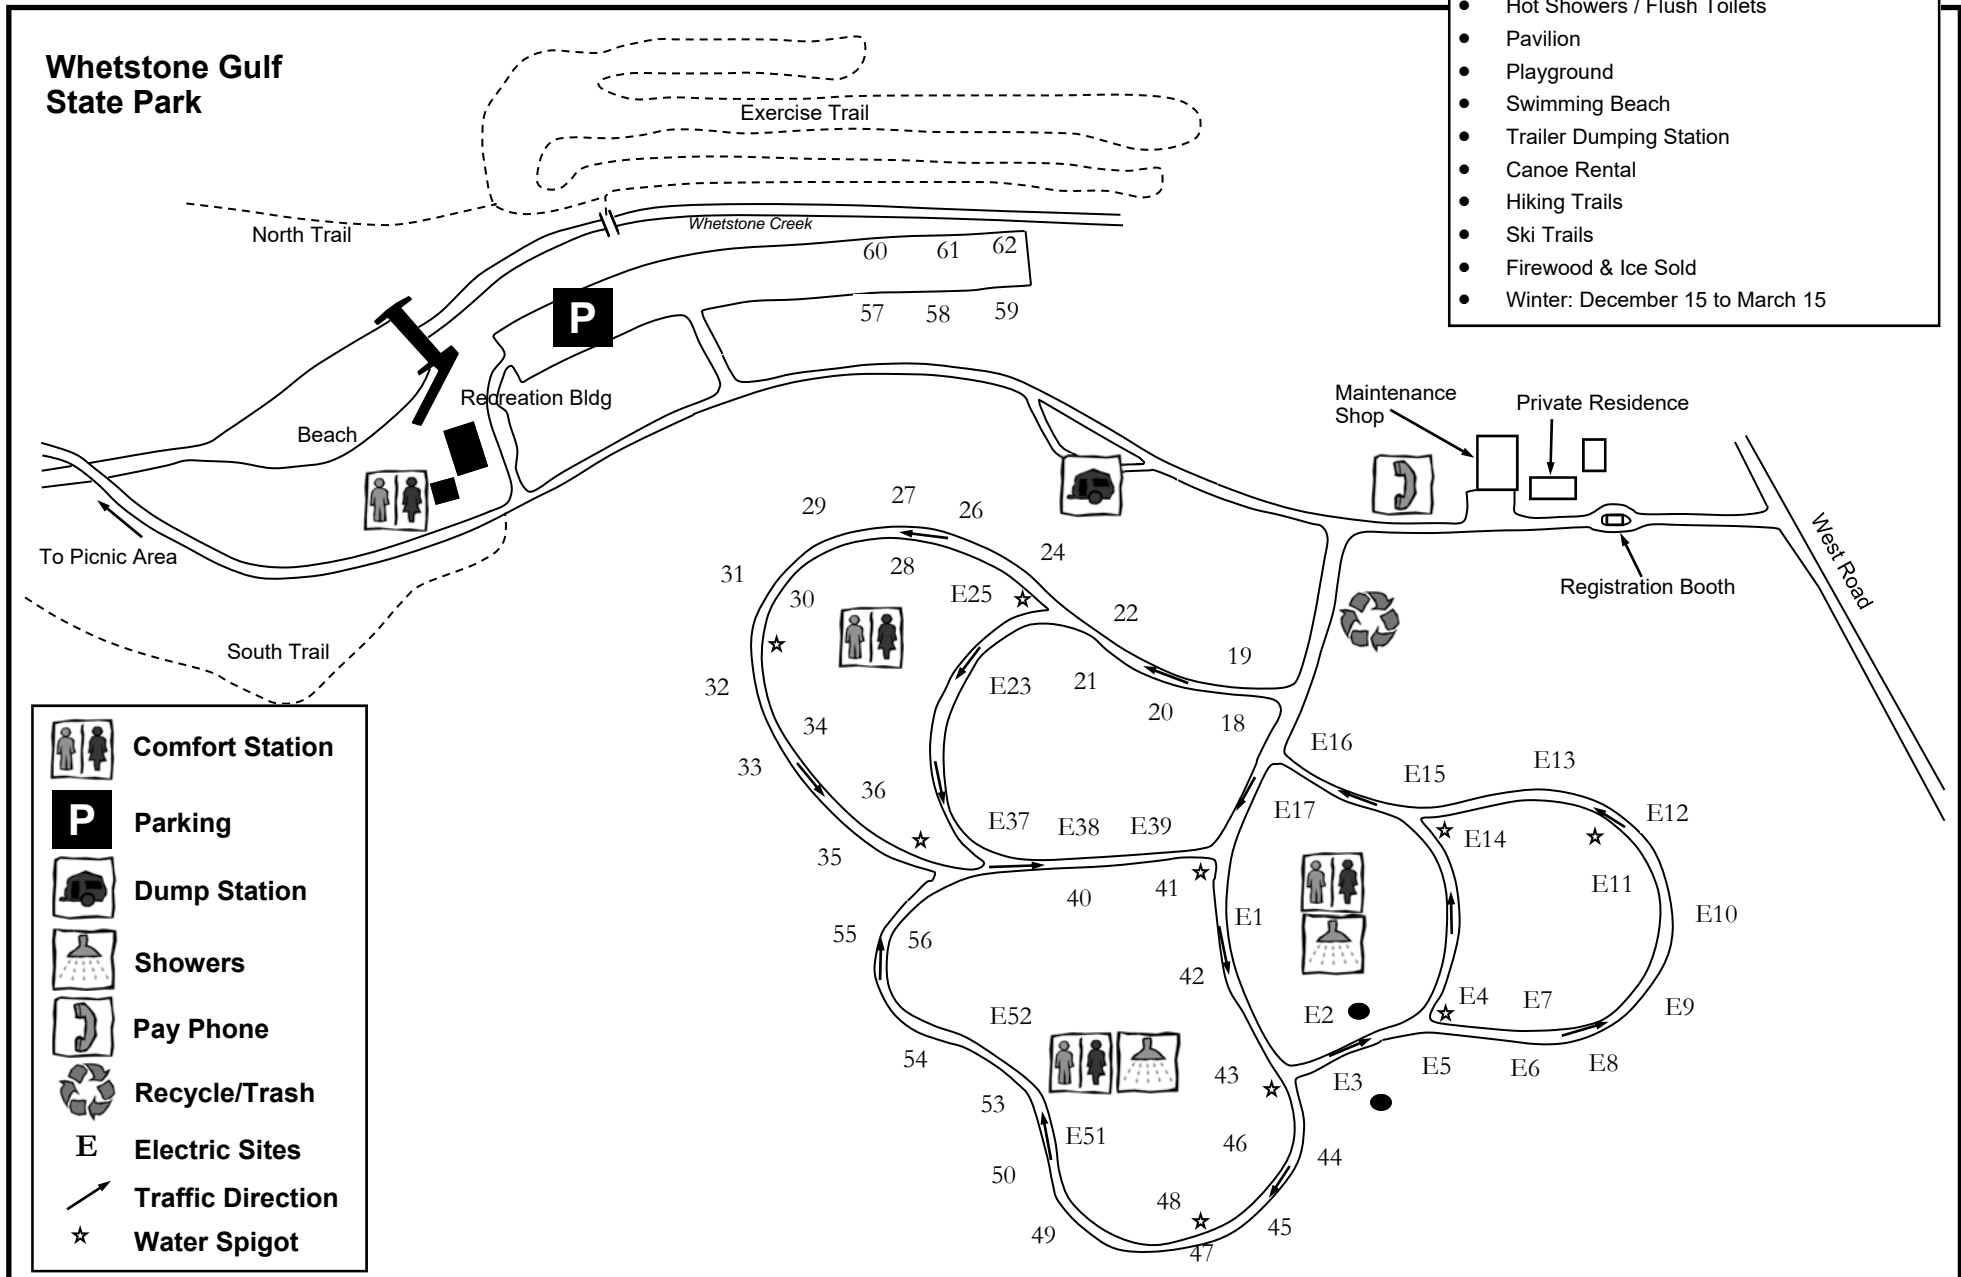 Whetstone Gulf
State Park
• Hot Showers / Flush Toilets
• Pavilion
• Playground
• Swimming Beach
• Trailer Dumping Station
• Canoe Rental
• Hiking Trails
• Ski Trails
• Firewood & Ice Sold
• Winter: December 15 to March 15
Exercise Trail
North Trail
Whetstone Creek
60 61 62
57 58 59
P
Recreation Bldg
Beach
To Picnic Area
South Trail
Maintenance
Shop
Private Residence
Registration Booth
West Road
29 27 26
24
31 30 28 E25
22
19
32
E23 21 20 18
34
33
36
35
E16
E15 E13
E12
E17
E14
E11
E10
E37 E38 E39
40 41
E1
55 56
42
E2
E4 E7
E9
E52
54
43
E3 E5 E6 E8
53
E51
46 44
50
48 45
49 47
Comfort Station
P Parking
Dump Station
Showers
Pay Phone
Recycle/Trash
E Electric Sites
Traffic Direction
Water Spigot